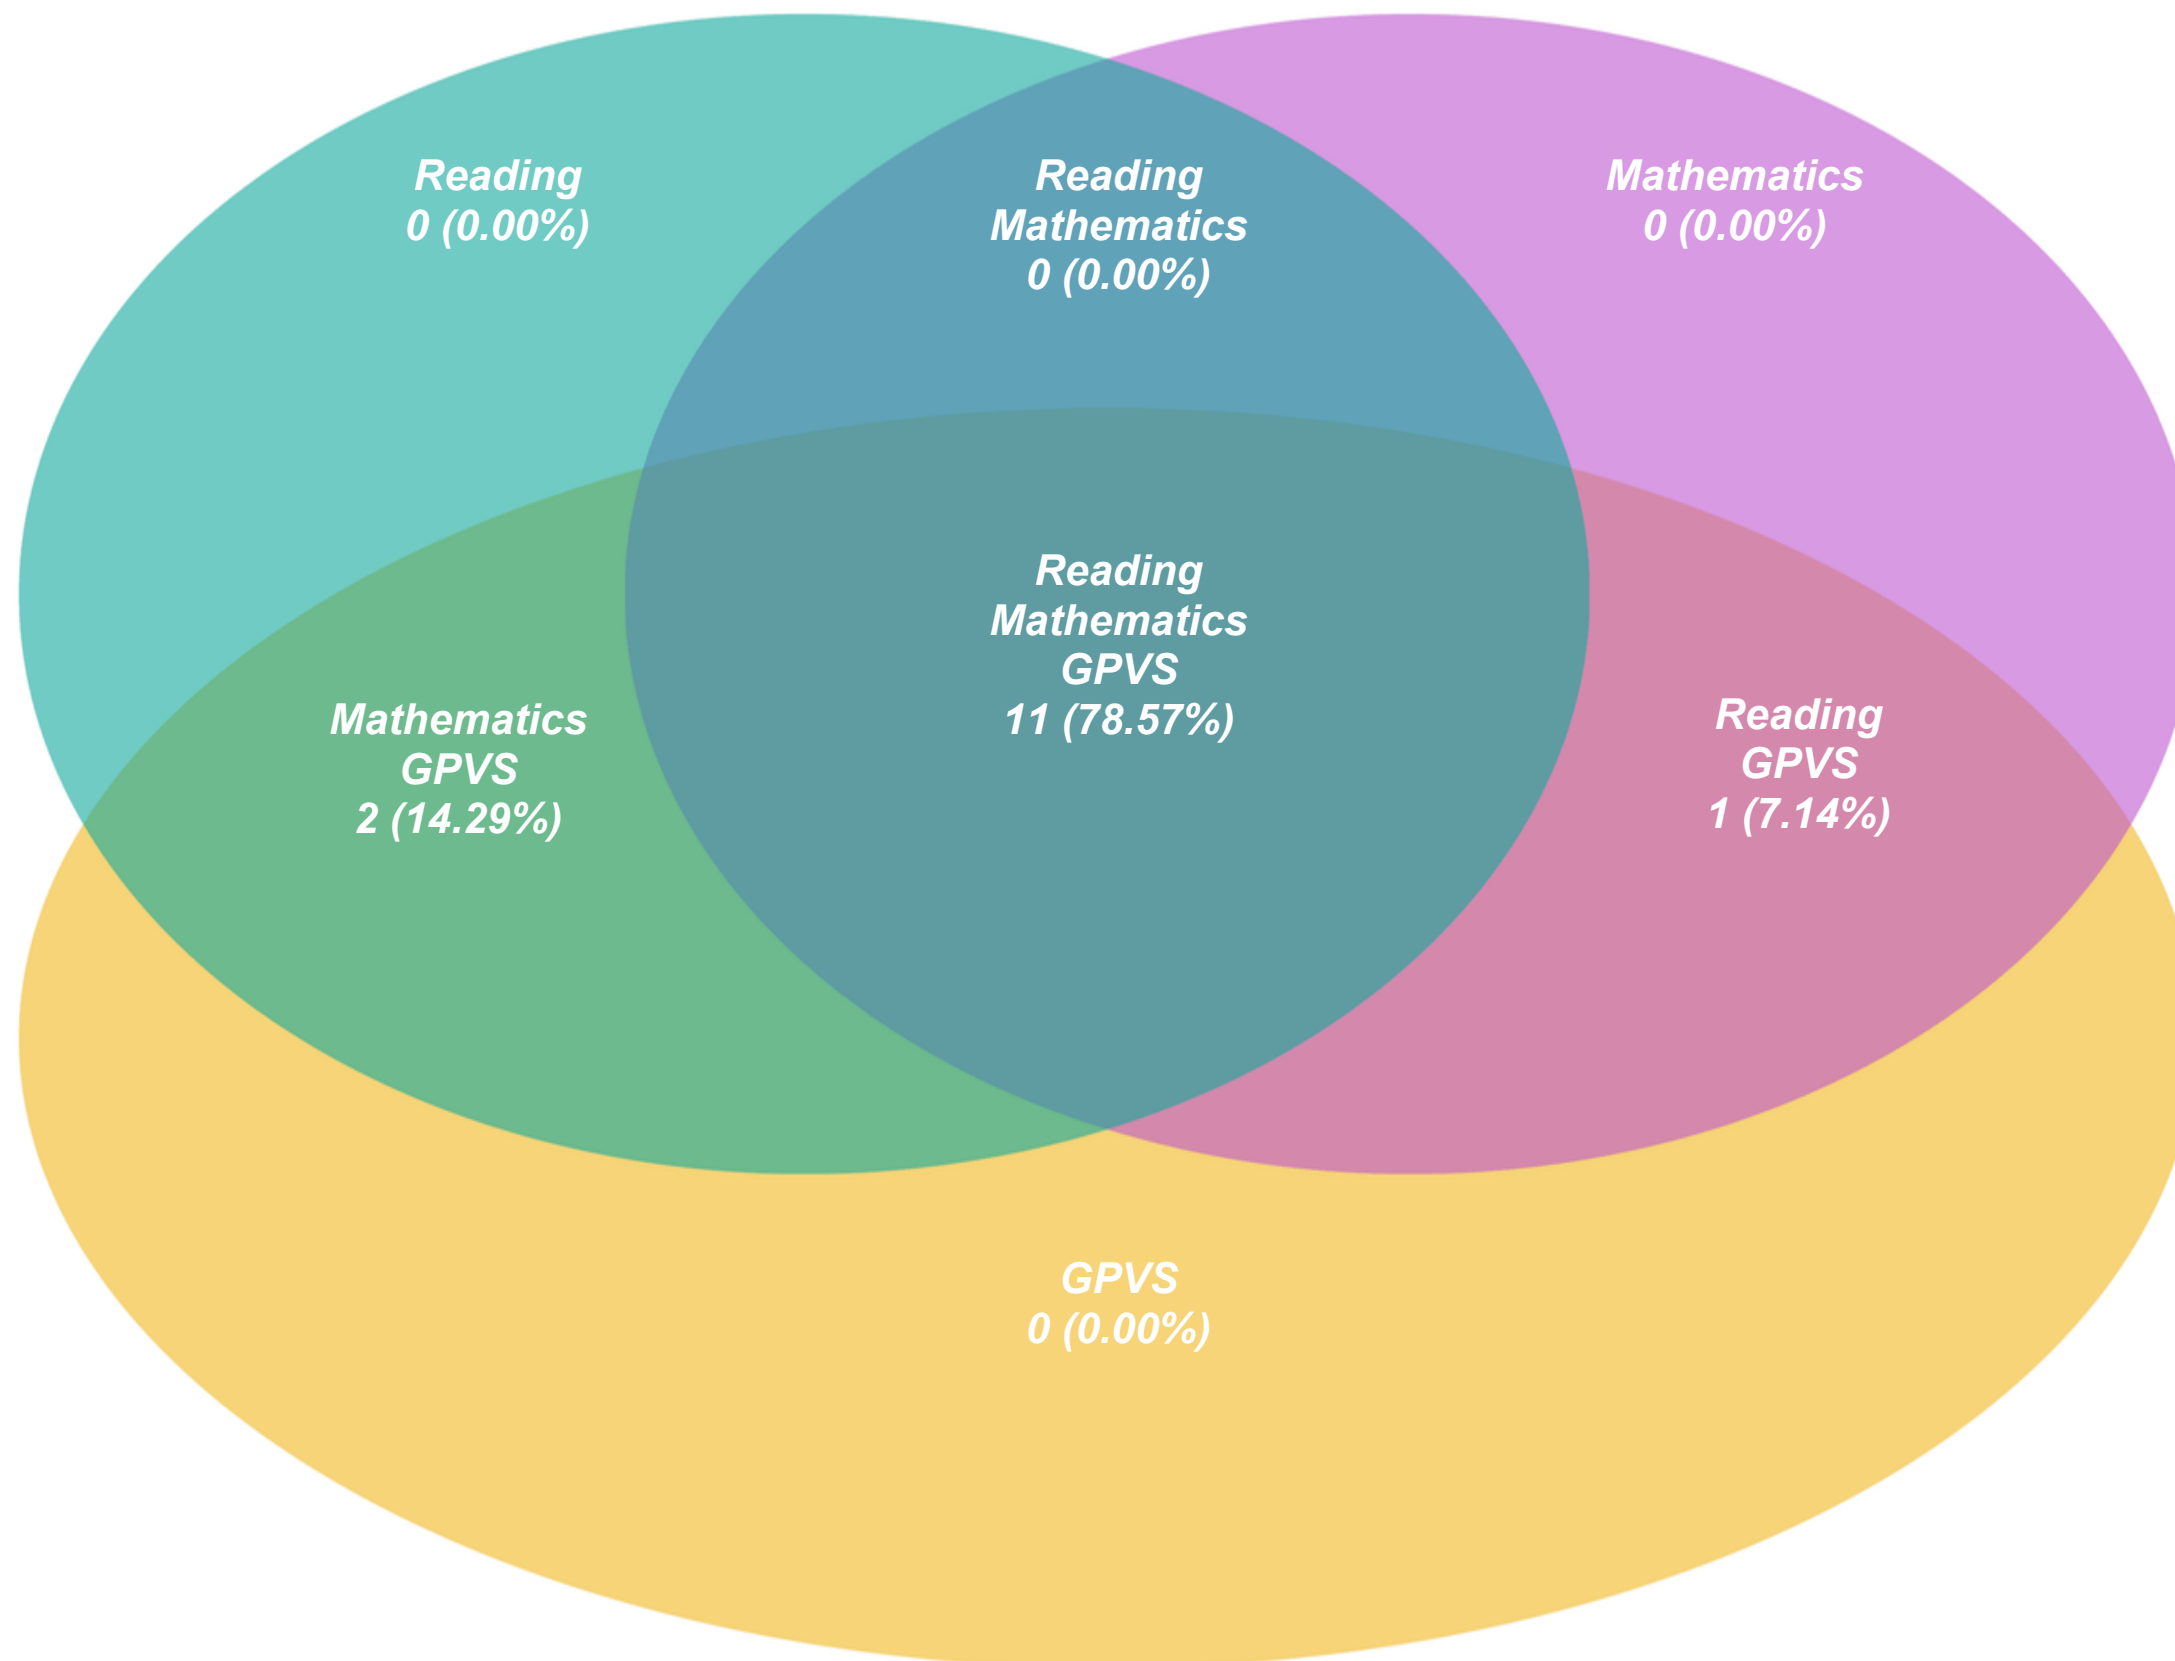 Reading
0 (0.00%)
Reading
Mathematics
0 (0.00%)
Mathematics
0 (0.00%)
Reading
Mathematics
GPVS
11 (78.57%)
Mathematics
GPVS
2 (14.29%)
Reading
GPVS
1 (7.14%)
GPVS
0 (0.00%)